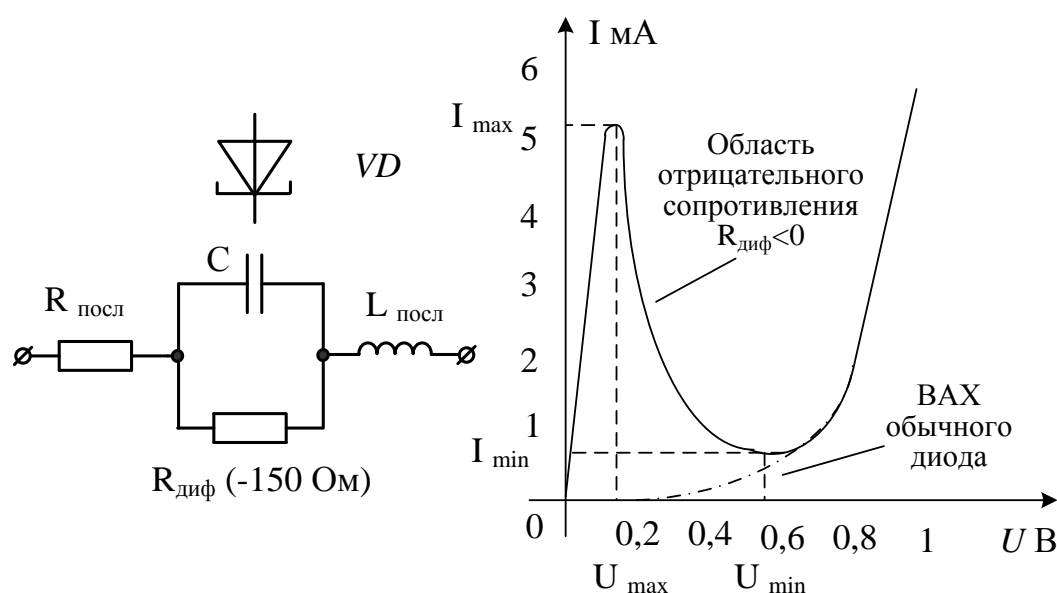 VD
C
R посл
L посл
R диф (-150 Ом)
I мА
6
I max
5
4
3
2
1
I min
0
0,2
0,4
0,6
0,8
1
U В
U max
U min
Область
отрицательного
сопротивления
R диф<0
ВАХ
обычного
диода